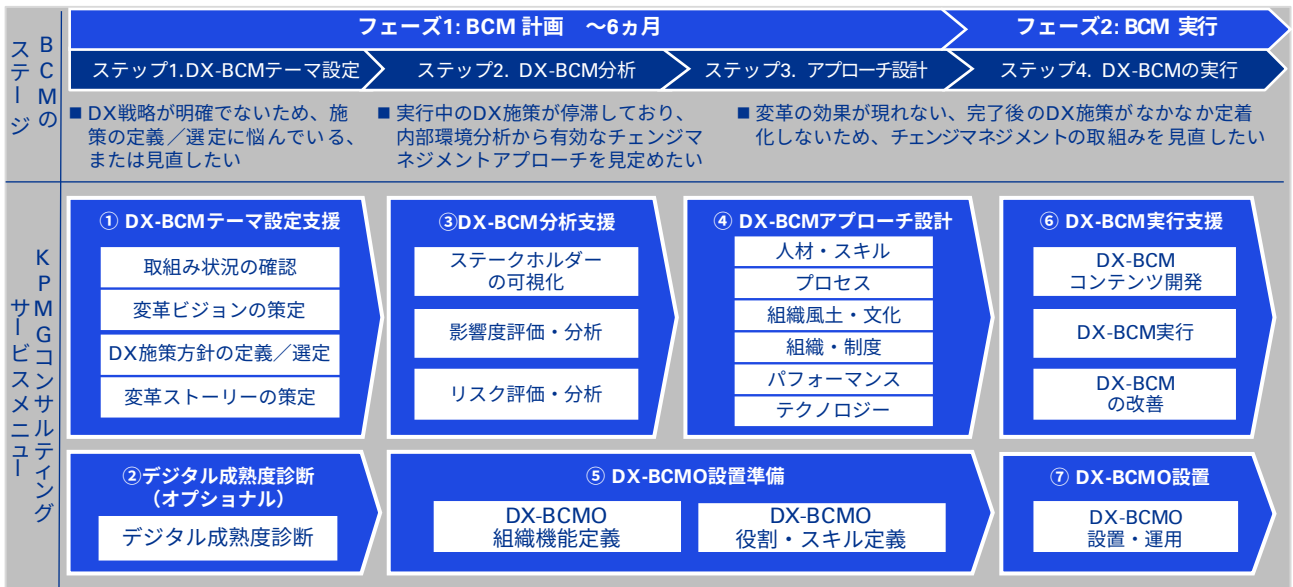 BCMの
ステージ
フェーズ1: BCM 計画 ～6ヵ月
フェーズ2: BCM 実行
ステップ1.DX-BCMテーマ設定
ステップ2. DX-BCM分析
ステップ3. アプローチ設計
ステップ4. DX-BCMの実行
■ DX戦略が明確でないため、施
策の定義／選定に悩んでいる、
または見直したい
■ 実行中のDX施策が停滞しており、
内部環境分析から有効なチェンジマ
ネジメントアプローチを見定めたい
■ 変革の効果が現れない、完了後のDX施策がなかなか定着
化しないため、チェンジマネジメントの取組みを見直したい
KPMGコンサルティング
サービスメニュー
① DX-BCMテーマ設定支援
取組み状況の確認
変革ビジョンの策定
DX施策方針の定義／選定
変革ストーリーの策定
③DX-BCM分析支援
ステークホルダー
の可視化
影響度評価・分析
リスク評価・分析
④ DX-BCMアプローチ設計
人材・スキル
プロセス
組織風土・文化
組織・制度
パフォーマンス
テクノロジー
⑥ DX-BCM実行支援
DX-BCM
コンテンツ開発
DX-BCM実行
DX-BCM
の改善
②デジタル成熟度診断
（オプショナル）
デジタル成熟度診断
⑤ DX-BCMO設置準備
DX-BCMO
組織機能定義
DX-BCMO
役割・スキル定義
⑦ DX-BCMO設置
DX-BCMO
設置・運用